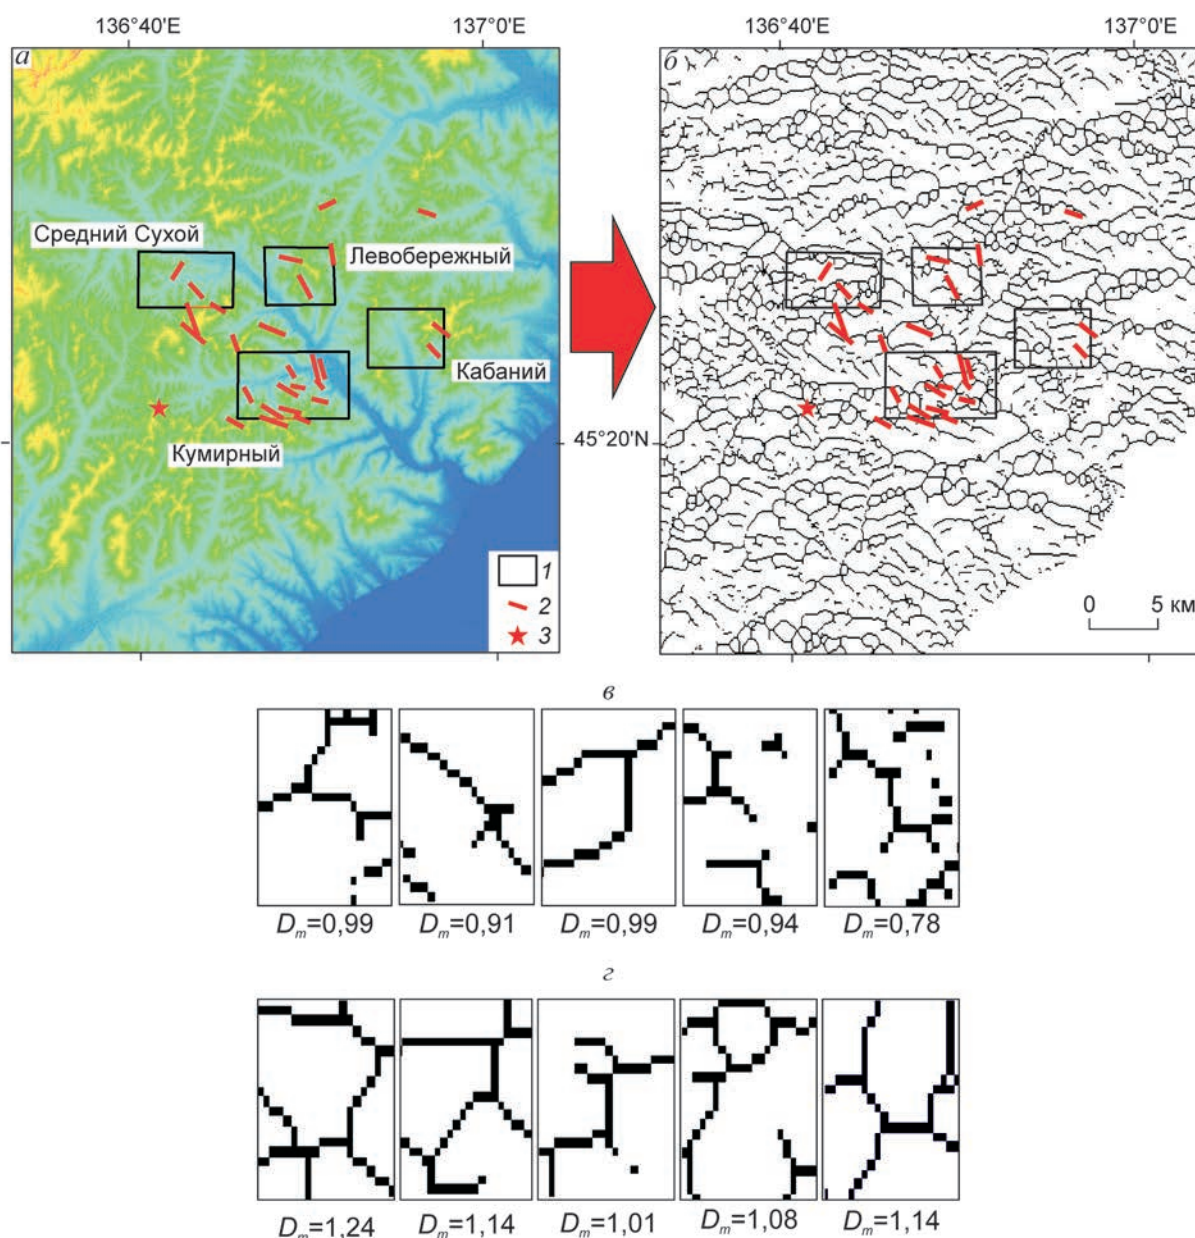 136°40'E 137°0'E 136°40'E 137°0'E
а б
Средний Сухой
Левобережный
Кабаний
Кумирный
45°20'N
1
2
3
0 5 км
в
Dm=0,99 Dm=0,91 Dm=0,99 Dm=0,94 Dm=0,78
г
Dm=1,24 Dm=1,14 Dm=1,01 Dm=1,08 Dm=1,14